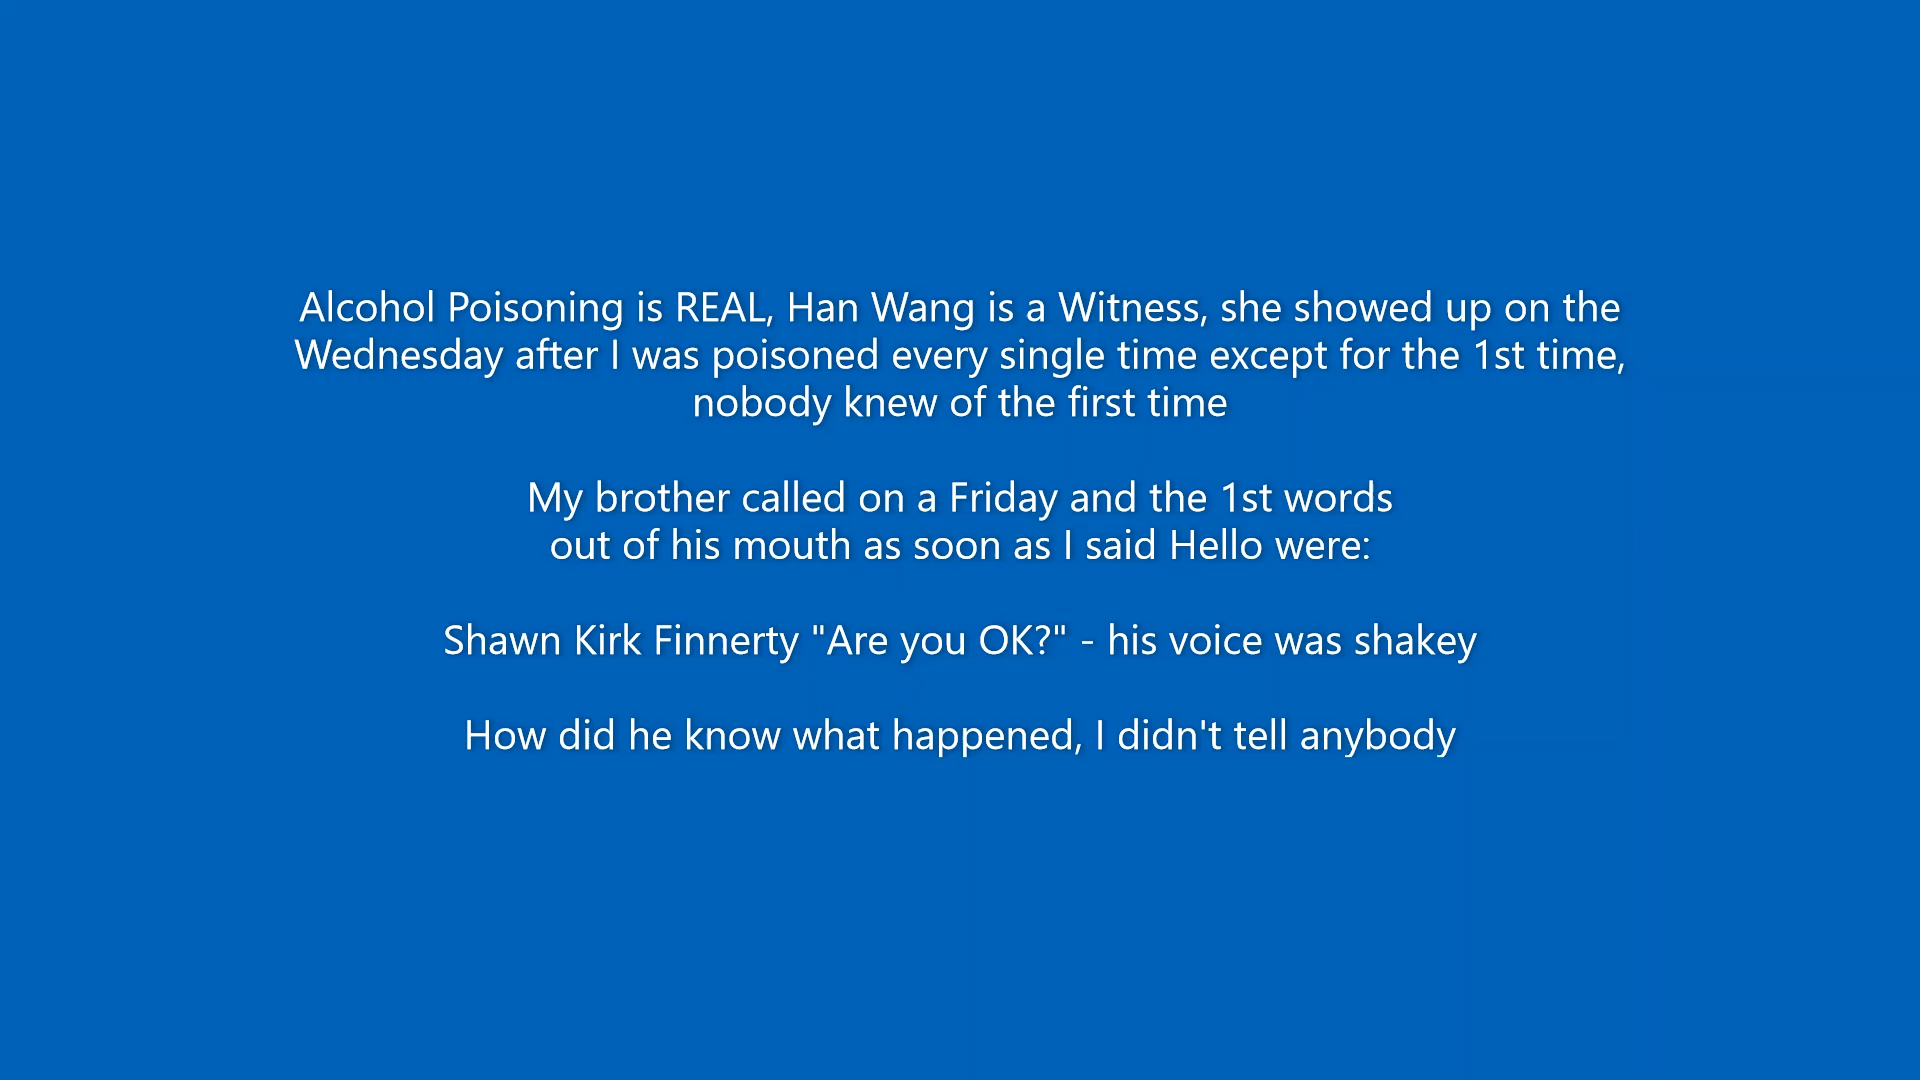 Alcohol Poisoning is REAL, Han Wang is a Witness, she showed up on the
Wednesday after I was poisoned every single time except for the 1st time,
nobody knew of the first time
My brother called on a Friday and the 1st words
out of his mouth as soon as I said Hello were:
Shawn Kirk Finnerty "Are you OK?" - his voice was shakey
How did he know what happened, I didn't tell anybody